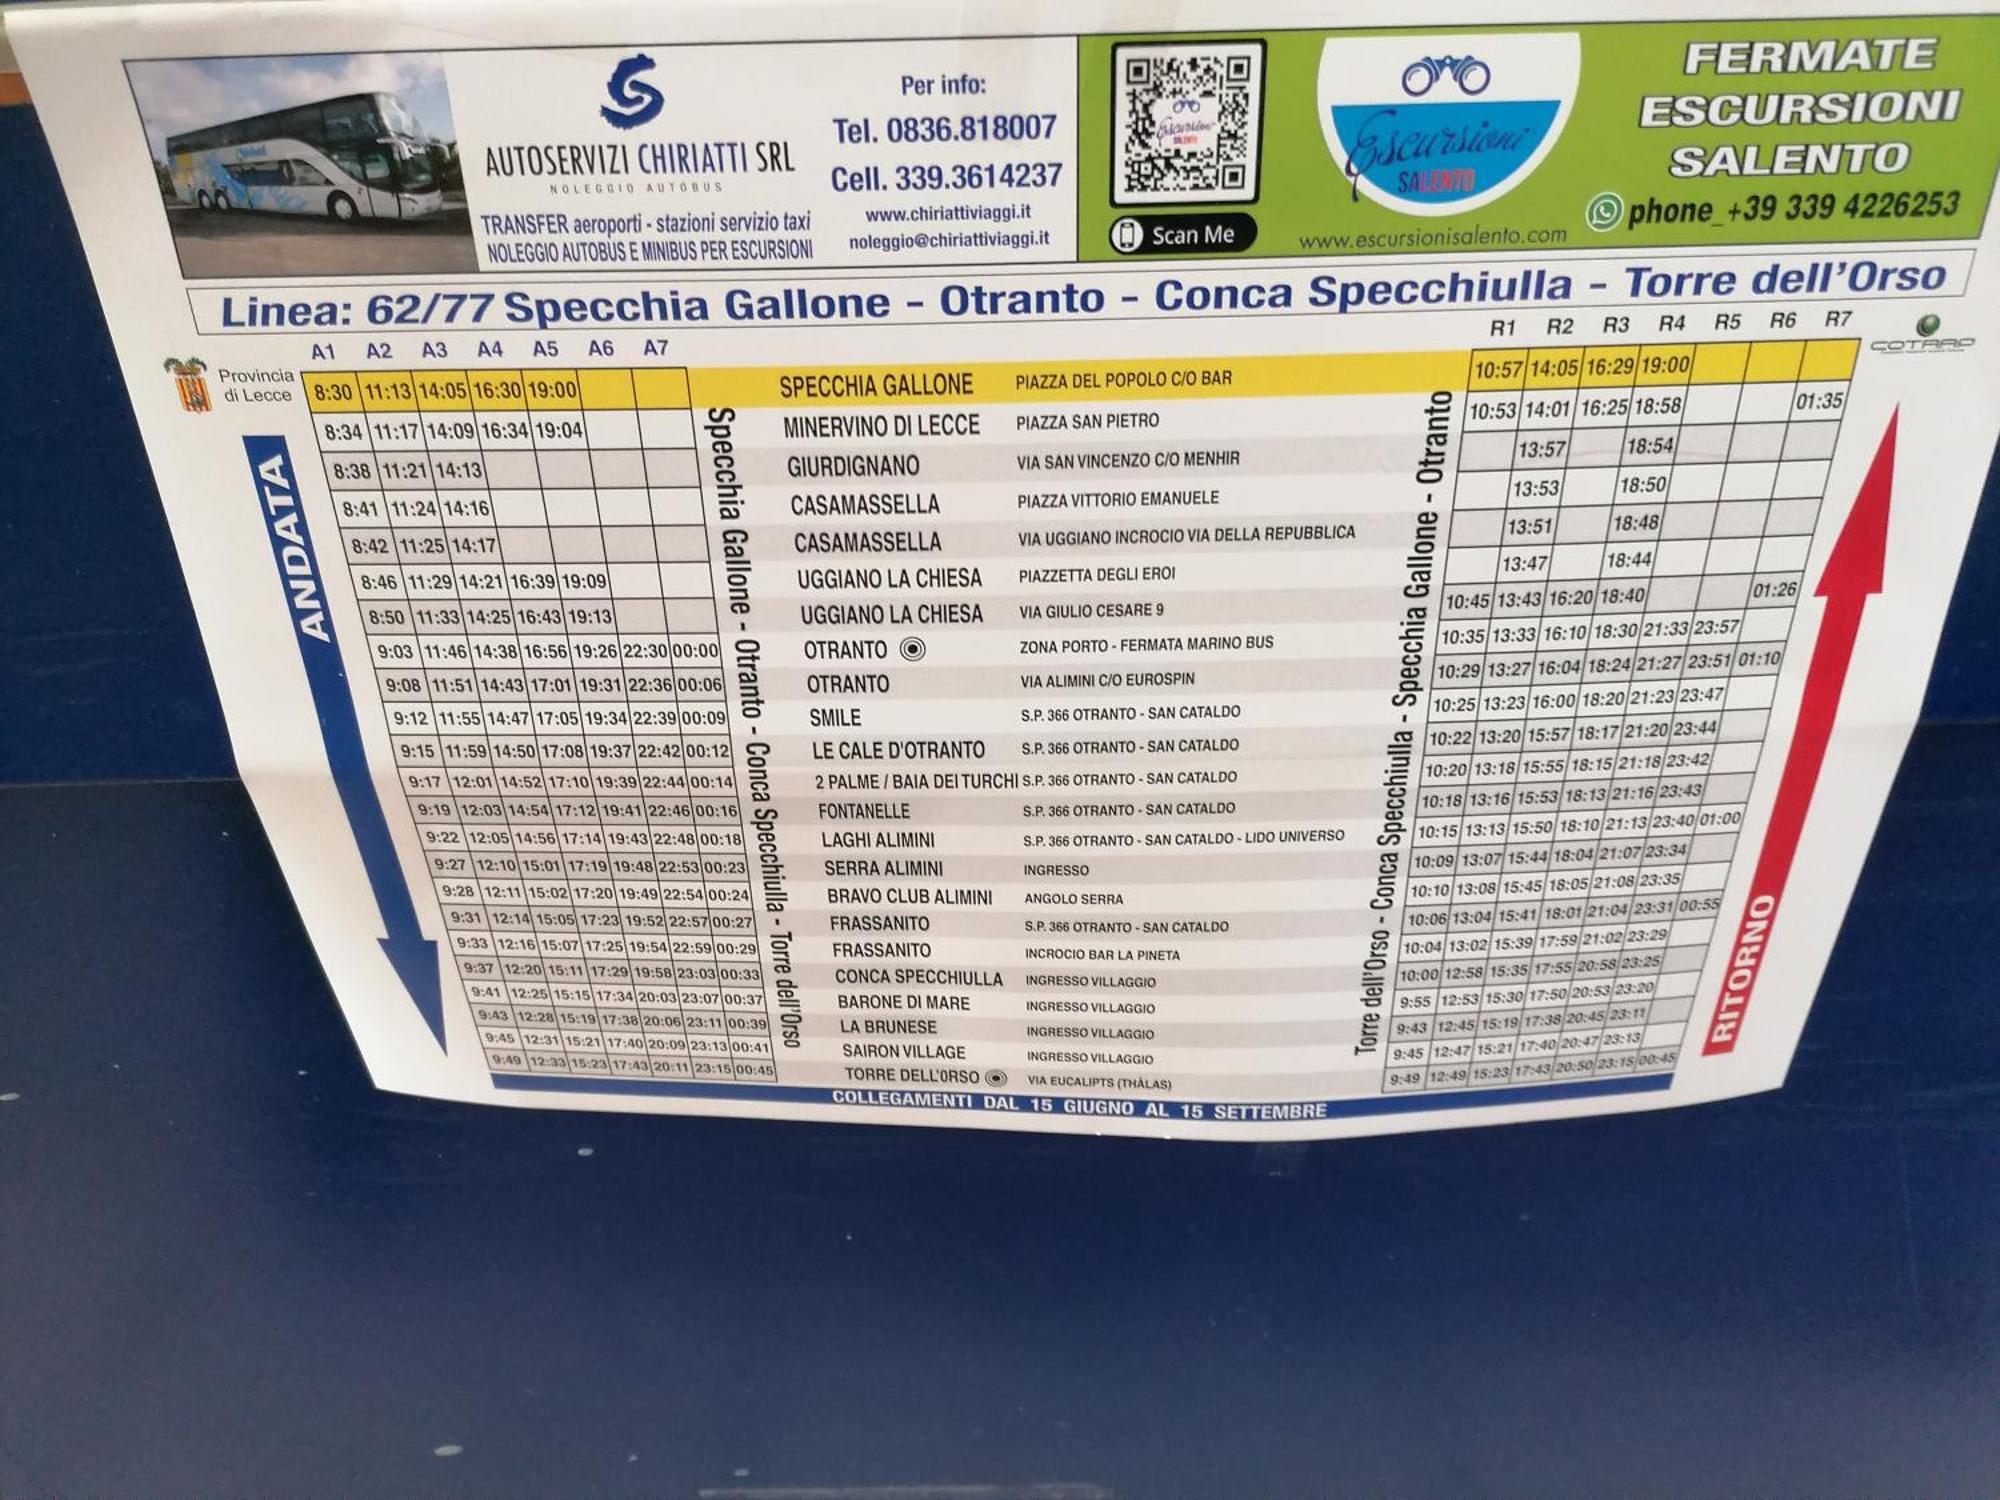 AUTOSERVIZI CHIRIATTI SRL
NOLEGGIO AUTOBUS
TRANSFER aeroporti - stazioni servizio taxi
NOLEGGIO AUTOBUS E MINIBUS PER ESCURSIONI
Per info:
Tel. 0836.818007
Cell. 339.3614237
www.chiriattiviaggi.it
noleggio@chiriattiviaggi.it
Scan Me
Escursioni
SALENTO
www.escursionisalento.com
FERMATE
ESCURSIONI
SALENTO
phone_+39 339 4226253
Linea: 62/77 Specchia Gallone - Otranto - Conca Specchiulla - Torre dell'Orso
Provincia
di Lecce
COTRAP
A1 A2 A3 A4 A5 A6 A7 R1 R2 R3 R4 R5 R6 R7
8:30 11:13 14:05 16:30 19:00 SPECCHIA GALLONE PIAZZA DEL POPOLO C/O BAR 10:57 14:05 16:29 19:00
8:34 11:17 14:09 16:34 19:04 MINERVINO DI LECCE PIAZZA SAN PIETRO 10:53 14:01 16:25 18:58 01:35
8:38 11:21 14:13 GIURDIGNANO VIA SAN VINCENZO C/O MENHIR 13:57 18:54
8:41 11:24 14:16 CASAMASSELLA PIAZZA VITTORIO EMANUELE 13:53 18:50
8:42 11:25 14:17 CASAMASSELLA VIA UGGIANO INCROCIO VIA DELLA REPUBBLICA 13:51 18:48
8:46 11:29 14:21 16:39 19:09 UGGIANO LA CHIESA PIAZZETTA DEGLI EROI 13:47 18:44
8:50 11:33 14:25 16:43 19:13 UGGIANO LA CHIESA VIA GIULIO CESARE 9 10:45 13:43 16:20 18:40 01:26
9:03 11:46 14:38 16:56 19:26 22:30 00:00 OTRANTO ZONA PORTO - FERMATA MARINO BUS 10:35 13:33 16:10 18:30 21:33 23:57
9:08 11:51 14:43 17:01 19:31 22:36 00:06 OTRANTO VIA ALIMINI C/O EUROSPIN 10:29 13:27 16:04 18:24 21:27 23:51 01:10
9:12 11:55 14:47 17:05 19:34 22:39 00:09 SMILE S.P. 366 OTRANTO - SAN CATALDO 10:25 13:23 16:00 18:20 21:23 23:47
9:15 11:59 14:50 17:08 19:37 22:42 00:12 LE CALE D'OTRANTO S.P. 366 OTRANTO - SAN CATALDO 10:22 13:20 15:57 18:17 21:20 23:44
9:17 12:01 14:52 17:10 19:39 22:44 00:14 2 PALME / BAIA DEI TURCHI S.P. 366 OTRANTO - SAN CATALDO 10:20 13:18 15:55 18:15 21:18 23:42
9:19 12:03 14:54 17:12 19:41 22:46 00:16 FONTANELLE S.P. 366 OTRANTO - SAN CATALDO 10:18 13:16 15:53 18:13 21:16 23:43
9:22 12:05 14:56 17:14 19:43 22:48 00:18 LAGHI ALIMINI S.P. 366 OTRANTO - SAN CATALDO - LIDO UNIVERSO 10:15 13:13 15:50 18:10 21:13 23:40 01:00
9:27 12:10 15:01 17:19 19:48 22:53 00:23 SERRA ALIMINI INGRESSO 10:09 13:07 15:44 18:04 21:07 23:34
9:28 12:11 15:02 17:20 19:49 22:54 00:24 BRAVO CLUB ALIMINI ANGOLO SERRA 10:10 13:08 15:45 18:05 21:08 23:35
9:31 12:14 15:05 17:23 19:52 22:57 00:27 FRASSANITO S.P. 366 OTRANTO - SAN CATALDO 10:06 13:04 15:41 18:01 21:04 23:31 00:55
9:33 12:16 15:07 17:25 19:54 22:59 00:29 FRASSANITO INCROCIO BAR LA PINETA 10:04 13:02 15:39 17:59 21:02 23:29
9:37 12:20 15:11 17:29 19:58 23:03 00:33 CONCA SPECCHIULLA INGRESSO VILLAGGIO 10:00 12:58 15:35 17:55 20:58 23:25
9:41 12:25 15:15 17:34 20:03 23:07 00:37 BARONE DI MARE INGRESSO VILLAGGIO 9:55 12:53 15:30 17:50 20:53 23:20
9:43 12:28 15:19 17:38 20:06 23:11 00:39 LA BRUNESE INGRESSO VILLAGGIO 9:43 12:45 15:19 17:38 20:45 23:11
9:45 12:31 15:21 17:40 20:09 23:13 00:41 SAIRON VILLAGE INGRESSO VILLAGGIO 9:45 12:47 15:21 17:40 20:47 23:13
9:49 12:33 15:23 17:43 20:11 23:15 00:45 TORRE DELL'ORSO VIA EUCALIPTS (THÀLAS) 9:49 12:49 15:23 17:43 20:50 23:15 00:45
ANDATA
Specchia Gallone - Otranto - Conca Specchiulla - Torre dell'Orso
Torre dell'Orso - Conca Specchiulla - Specchia Gallone - Otranto
RITORNO
COLLEGAMENTI DAL 15 GIUGNO AL 15 SETTEMBRE